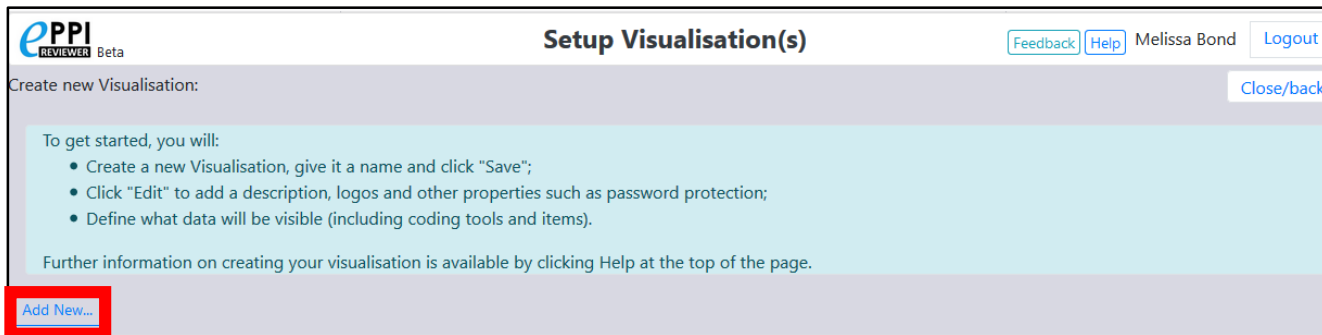 ePPI
REVIEWER Beta
Setup Visualisation(s)
Feedback Help Melissa Bond Logout
Create new Visualisation:
Close/back
To get started, you will:
• Create a new Visualisation, give it a name and click "Save";
• Click "Edit" to add a description, logos and other properties such as password protection;
• Define what data will be visible (including coding tools and items).
Further information on creating your visualisation is available by clicking Help at the top of the page.
Add New...